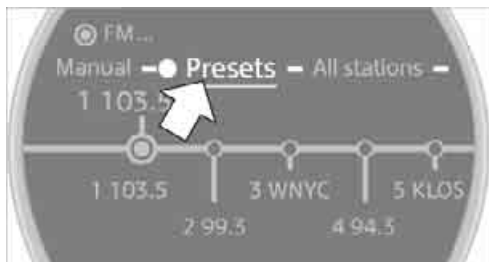 FM...
Manual Presets All stations
1 103.5
1 103.5 3 WNYC 5 KLOS
2 99.3 4 94.3